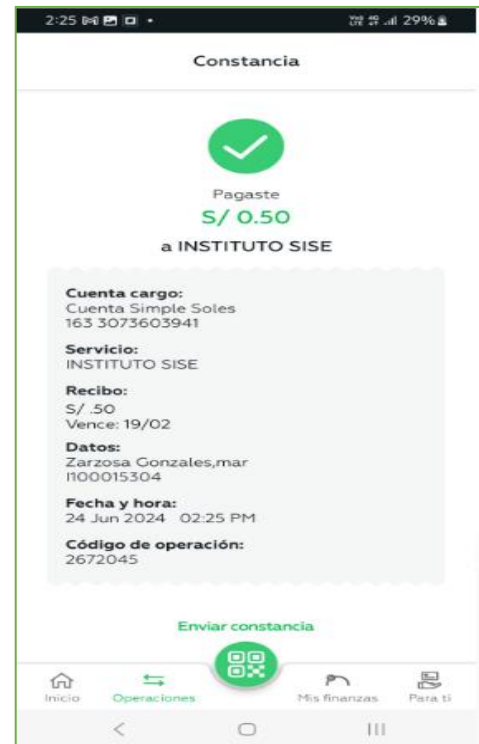 2:25
29%
Constancia
Pagaste
S/ 0.50
a INSTITUTO SISE
Cuenta cargo:
Cuenta Simple Soles
163 3073603941
Servicio:
INSTITUTO SISE
Recibo:
S/ .50
Vence: 19/02
Datos:
Zarzosa Gonzales,mar
I100015304
Fecha y hora:
24 Jun 2024 02:25 PM
Código de operación:
2672045
Enviar constancia
Inicio Operaciones Mis finanzas Para ti